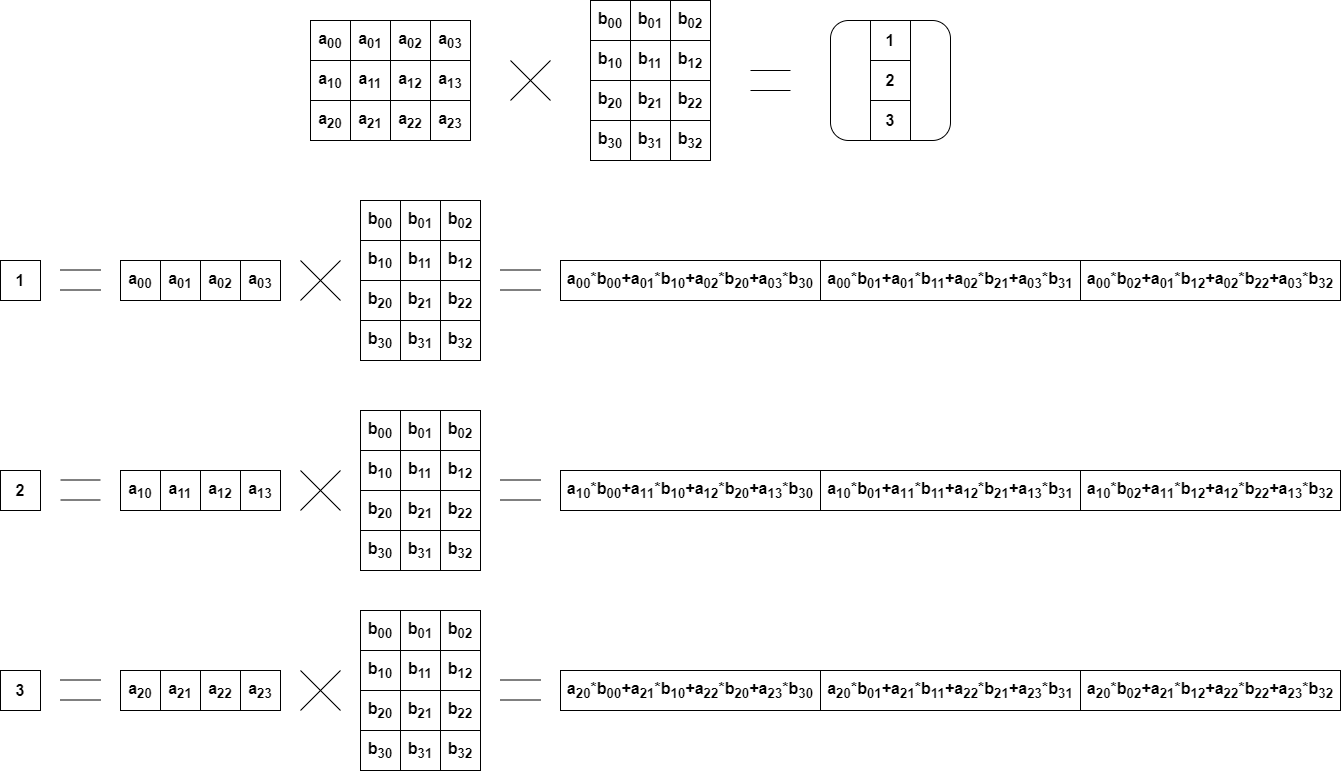 b00 b01 b02
a00 a01 a02 a03 1
b10 b11 b12
a10 a11 a12 a13 2
b20 b21 b22
a20 a21 a22 a23 3
b30 b31 b32
b00 b01 b02
b10 b11 b12
1 a00 a01 a02 a03 a00*b00+a01*b10+a02*b20+a03*b30 a00*b01+a01*b11+a02*b21+a03*b31 a00*b02+a01*b12+a02*b22+a03*b32
b20 b21 b22
b30 b31 b32
b00 b01 b02
b10 b11 b12
2 a10 a11 a12 a13 a10*b00+a11*b10+a12*b20+a13*b30 a10*b01+a11*b11+a12*b21+a13*b31 a10*b02+a11*b12+a12*b22+a13*b32
b20 b21 b22
b30 b31 b32
b00 b01 b02
b10 b11 b12
3 a20 a21 a22 a23 a20*b00+a21*b10+a22*b20+a23*b30 a20*b01+a21*b11+a22*b21+a23*b31 a20*b02+a21*b12+a22*b22+a23*b32
b20 b21 b22
b30 b31 b32